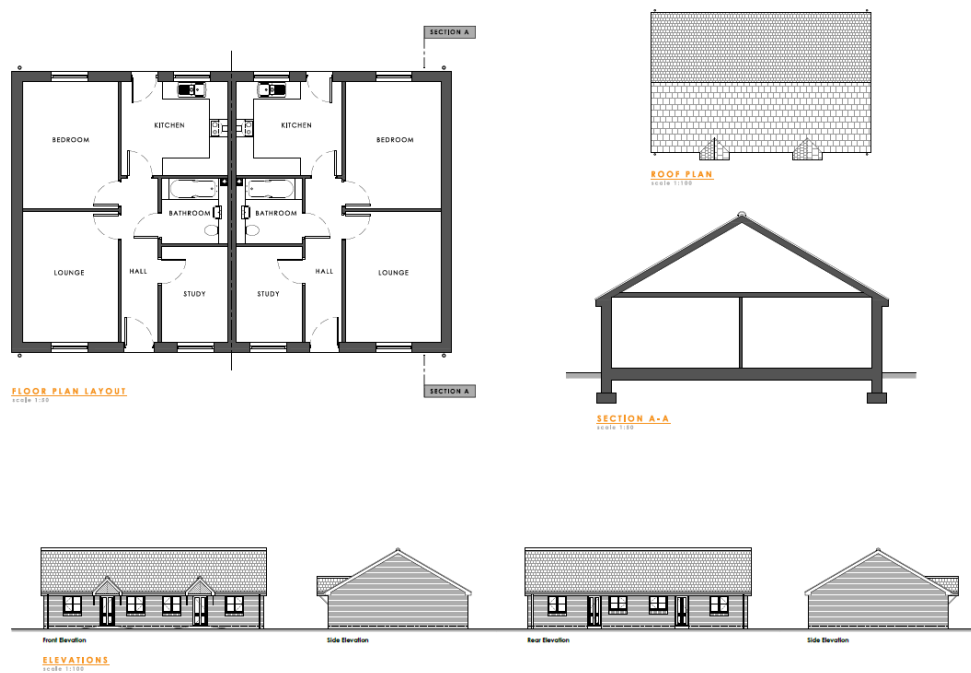 SECTION A
BEDROOM
KITCHEN
KITCHEN
BEDROOM
BATHROOM
BATHROOM
LOUNGE
HALL
STUDY
STUDY
HALL
LOUNGE
FLOOR PLAN LAYOUT
scale 1:50
SECTION A
ROOF PLAN
scale 1:100
SECTION A-A
scale 1:50
Front Elevation
Side Elevation
Rear Elevation
Side Elevation
ELEVATIONS
scale 1:100